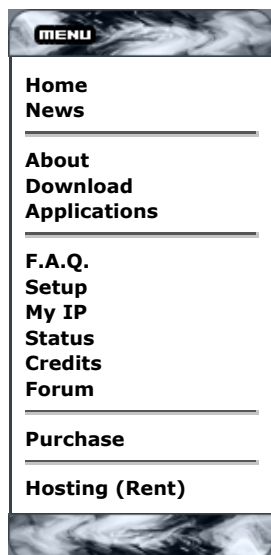 MENU
Home
News
About
Download
Applications
F.A.Q.
Setup
My IP
Status
Credits
Forum
Purchase
Hosting (Rent)